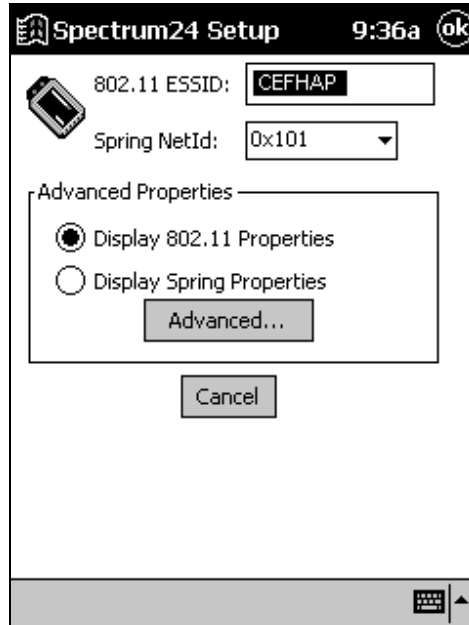 Spectrum24 Setup 9:36a ok
802.11 ESSID: CEFHAP
Spring NetId: 0x101
Advanced Properties
Display 802.11 Properties
Display Spring Properties
Advanced...
Cancel